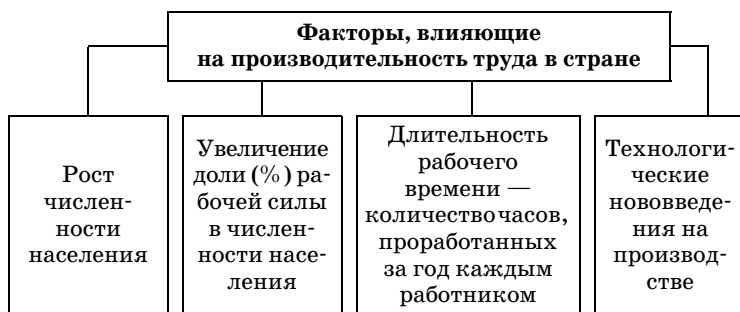 Факторы, влияющие
на производительность труда в стране
Рост
числен-
ности
населения
Увеличение
доли (%) ра-
бочей силы
в числен-
ности насе-
ления
Длительность
рабочего
времени —
количество часов,
проработанных
за год каждым
работником
Технологи-
ческие
нововведе-
ния на
производ-
стве